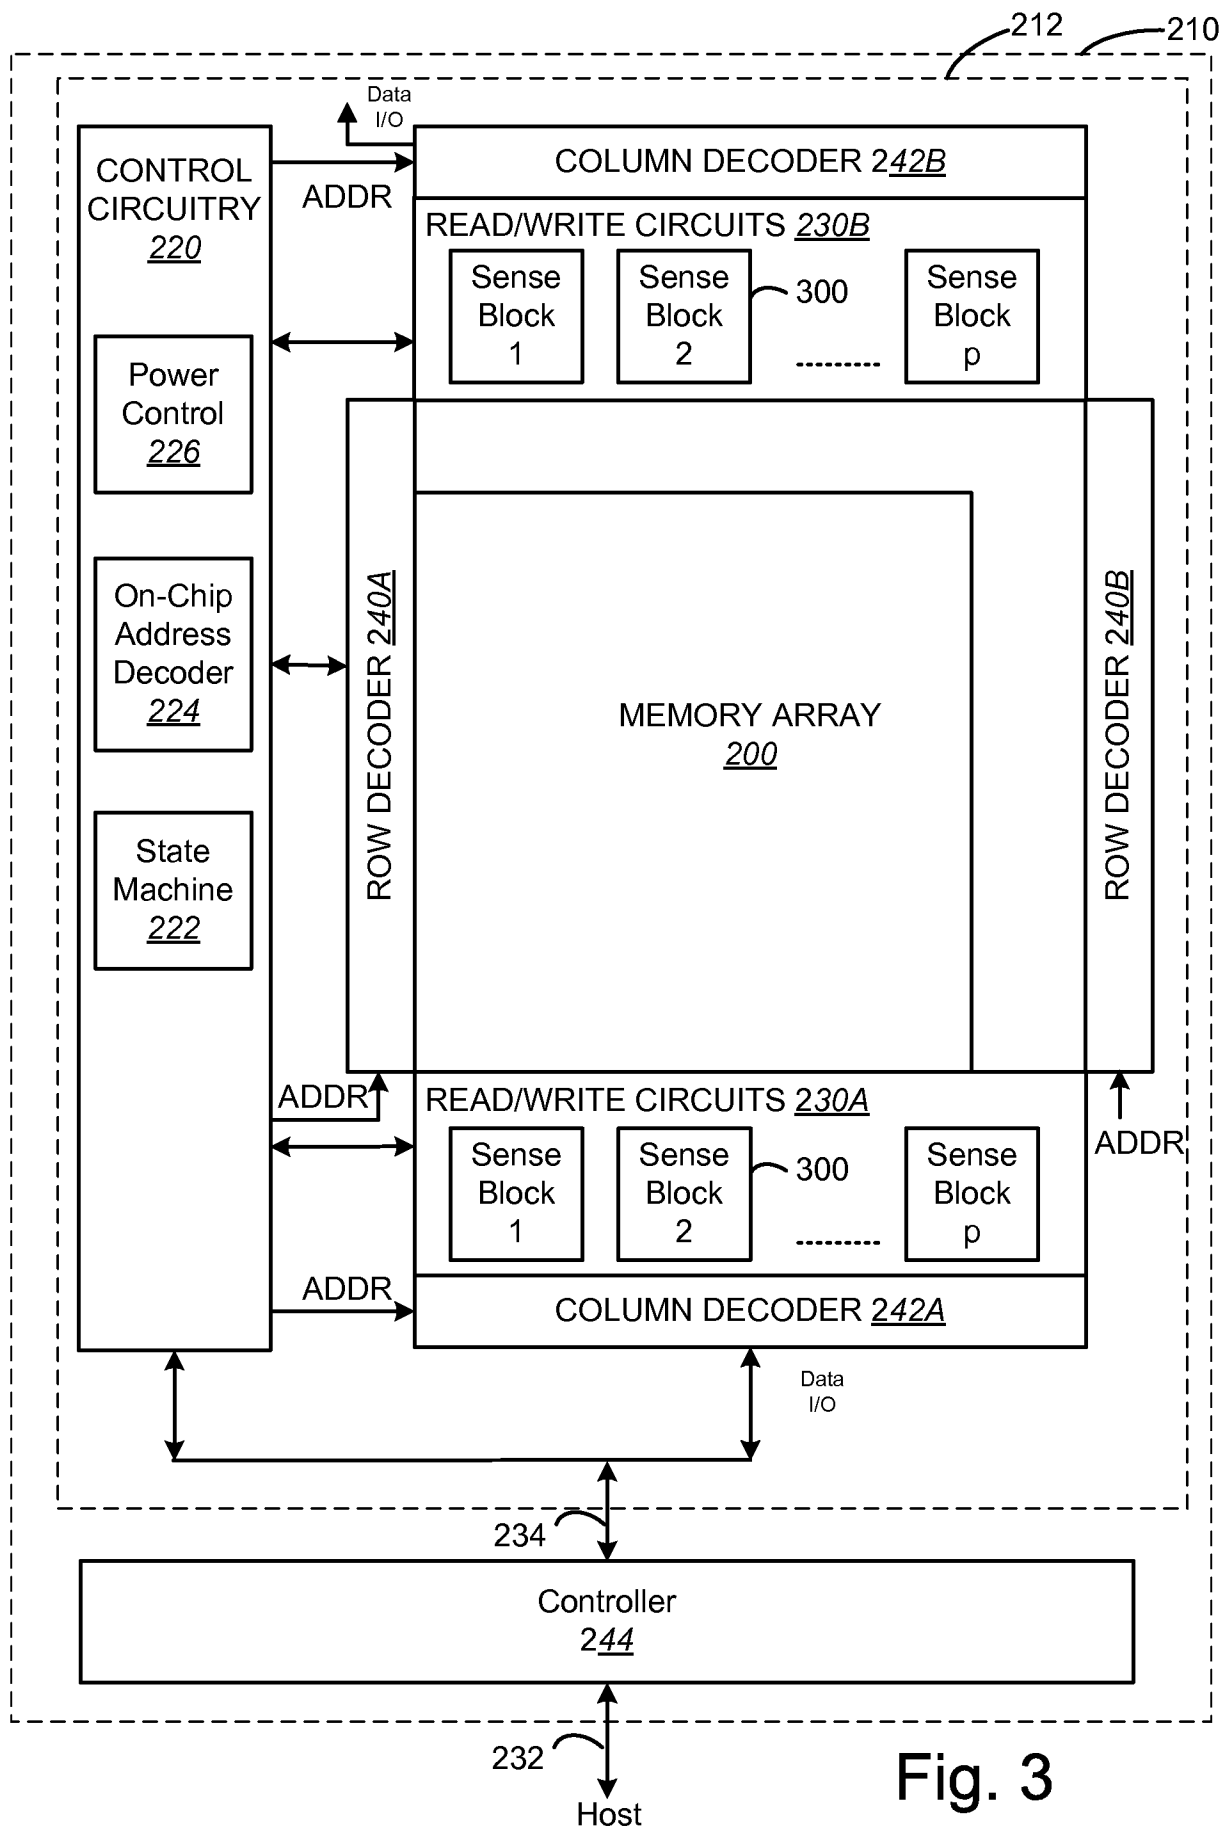 212
210
Data
I/O
CONTROL
CIRCUITRY
220
ADDR
COLUMN DECODER 242B
READ/WRITE CIRCUITS 230B
Sense
Block
1
Sense
Block
2
300
..........
Sense
Block
p
Power
Control
226
On-Chip
Address
Decoder
224
State
Machine
222
ROW DECODER 240A
MEMORY ARRAY
200
ROW DECODER 240B
ADDR
READ/WRITE CIRCUITS 230A
Sense
Block
1
Sense
Block
2
300
..........
Sense
Block
p
ADDR
ADDR
COLUMN DECODER 242A
Data
I/O
234
Controller
244
232
Host
Fig. 3